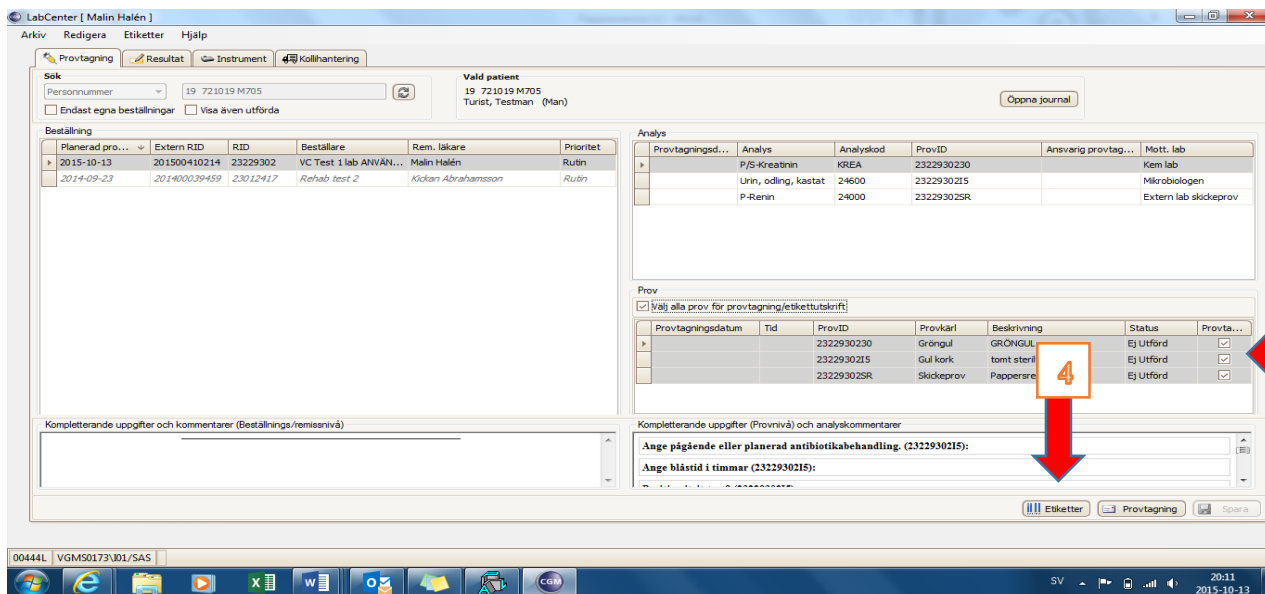 LabCenter [ Malin Halén ]
Arkiv Redigera Etiketter Hjälp
Provtagning Resultat Instrument Kollihantering
Sök
Personnummer 19 721019 M705
Endast egna beställningar Visa även utförda
Vald patient
19 721019 M705
Turist, Testman (Man)
Öppna journal
Beställning
Planerad pro... Extern RID RID Beställare Rem. läkare Prioritet
2015-10-13 201500410214 23229302 VC Test 1 lab ANVÄN... Malin Halén Rutin
2014-09-23 201400039459 23012417 Rehab test 2 Kickan Abrahamsson Rutin
Analys
Provtagningsd... Analys Analyskod ProvID Ansvarig provtag... Mott. lab
P/S-Kreatinin KREA 2322930230 Kem lab
Urin, odling, kastat 24600 23229302I5 Mikrobiologen
P-Renin 24000 23229302SR Extern lab skickeprov
Prov
Välj alla prov för provtagning/etikettutskrift
Provtagningsdatum Tid ProvID Provkärl Beskrivning Status Provta...
2322930230 Gröngul GRÖNGUL Ej Utförd
23229302I5 Gul kork tomt steril Ej Utförd
23229302SR Skickeprov Pappersre Ej Utförd
4
Kompletterande uppgifter och kommentarer (Beställnings/remissnivå)
Kompletterande uppgifter (Provnivå) och analyskommentarer
Ange pågående eller planerad antibiotikabehandling. (23229302I5):
Ange blåstid i timmar (23229302I5):
Etiketter Provtagning Spara
00444L VGMS0173\J01/SAS
CGM
SV 20:11
2015-10-13